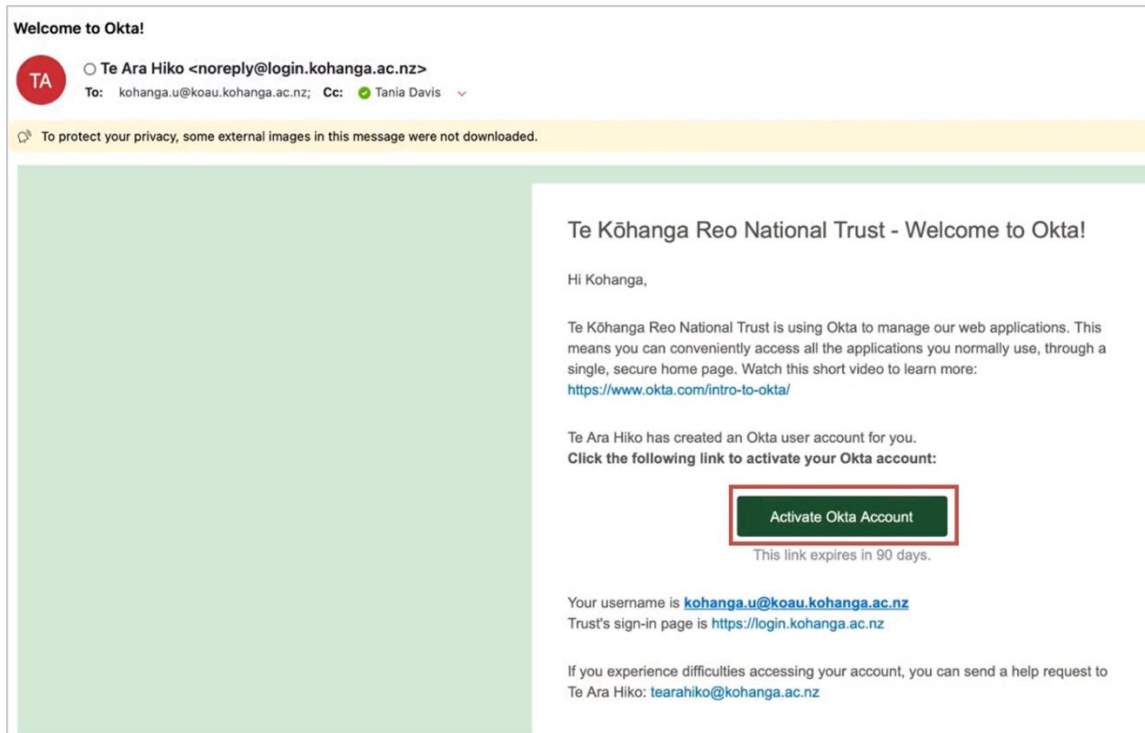 Welcome to Okta!
TA
Te Ara Hiko <noreply@login.kohanga.ac.nz>
To: kohanga.u@koau.kohanga.ac.nz; Cc: Tania Davis
To protect your privacy, some external images in this message were not downloaded.
Te Kōhanga Reo National Trust - Welcome to Okta!
Hi Kohanga,
Te Kōhanga Reo National Trust is using Okta to manage our web applications. This
means you can conveniently access all the applications you normally use, through a
single, secure home page. Watch this short video to learn more:
https://www.okta.com/intro-to-okta/
Te Ara Hiko has created an Okta user account for you.
Click the following link to activate your Okta account:
Activate Okta Account
This link expires in 90 days.
Your username is kohanga.u@koau.kohanga.ac.nz
Trust's sign-in page is https://login.kohanga.ac.nz
If you experience difficulties accessing your account, you can send a help request to
Te Ara Hiko: tearahiko@kohanga.ac.nz